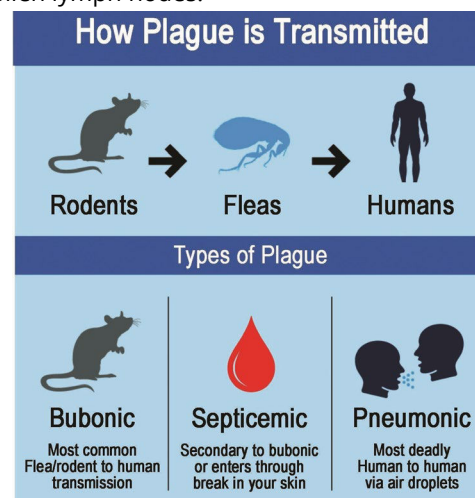 lymph nodes.
How Plague is Transmitted
Rodents
Fleas
Humans
Types of Plague
Bubonic
Most common
Flea/rodent to human
transmission
Septicemic
Secondary to bubonic
or enters through
break in your skin
Pneumonic
Most deadly
Human to human
via air droplets